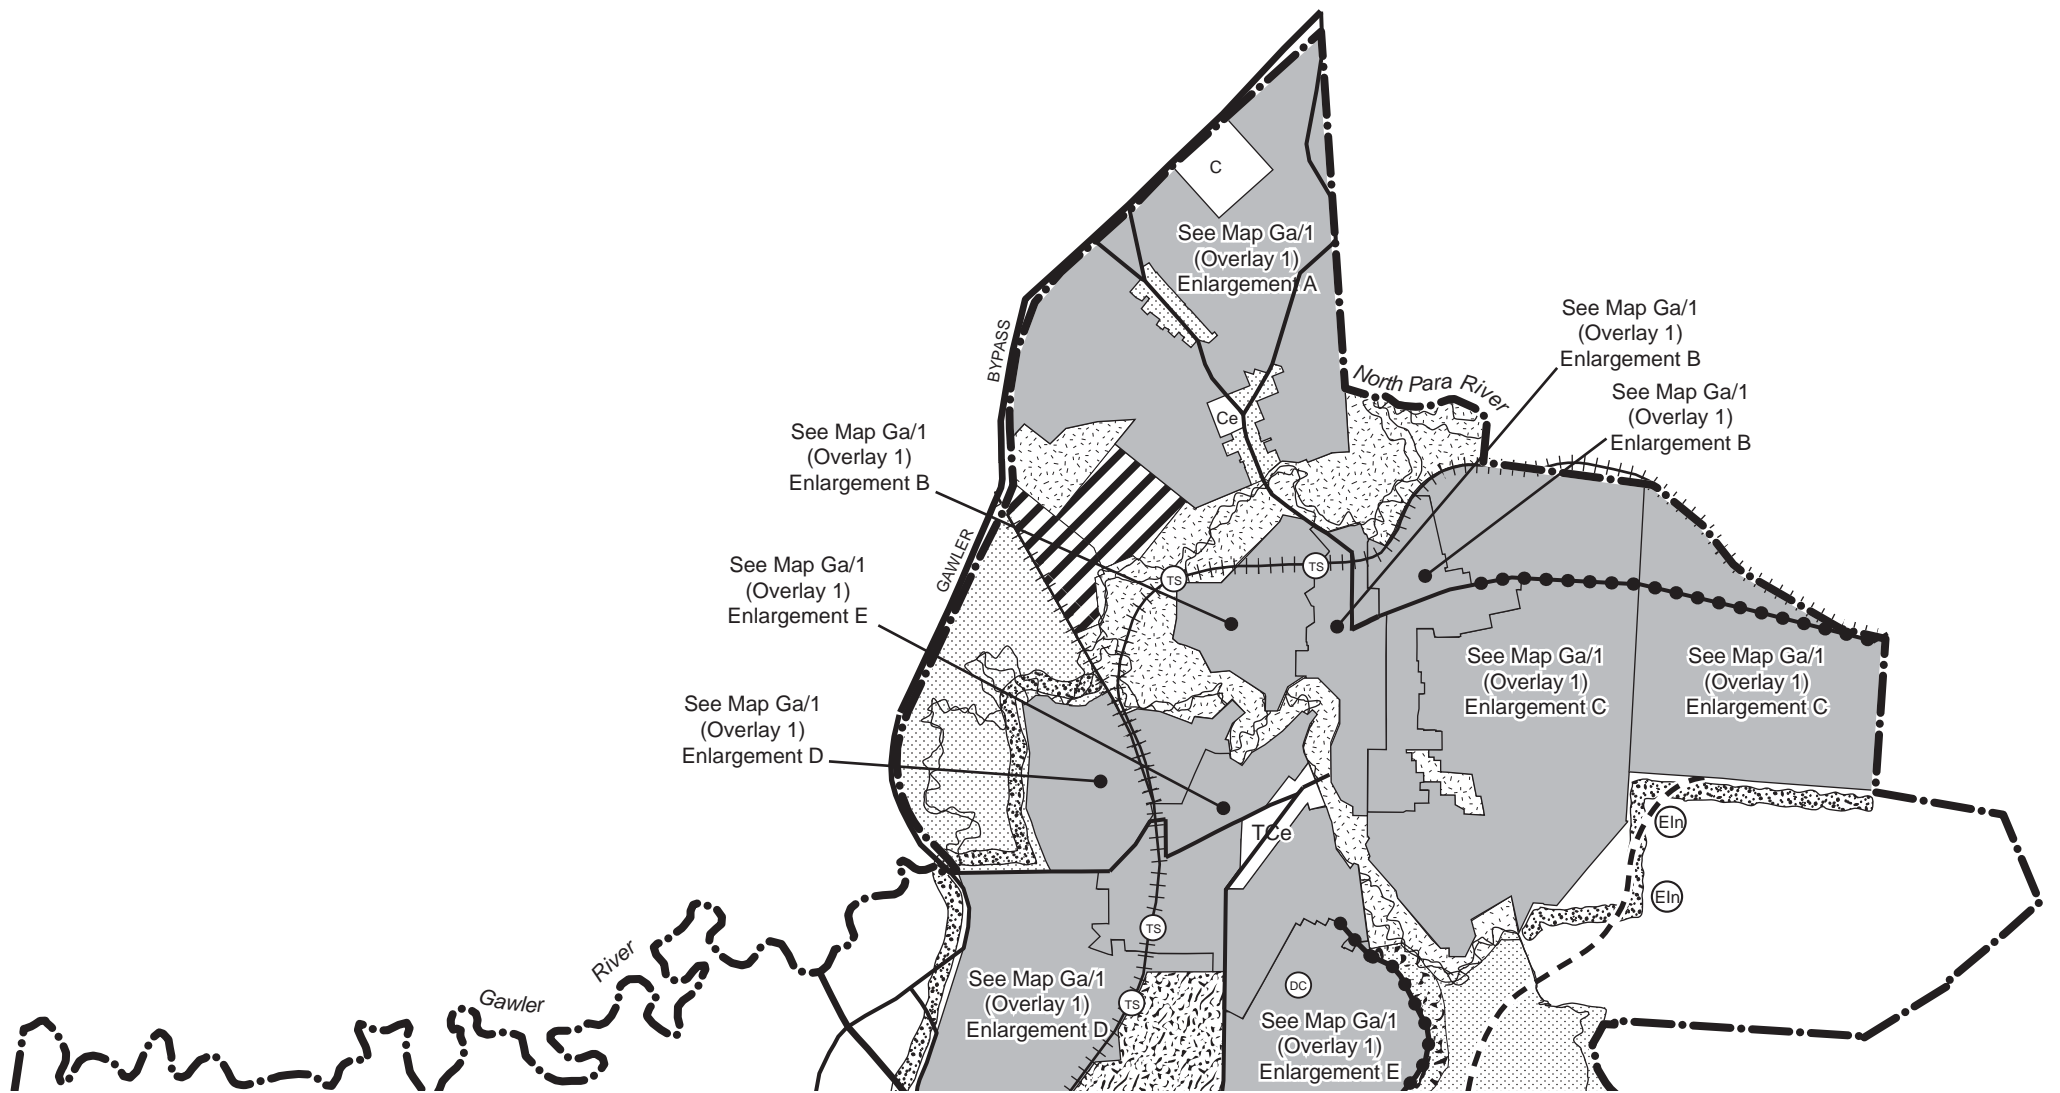 C
See Map Ga/1
(Overlay 1)
Enlargement A
BYPASS
See Map Ga/1
(Overlay 1)
Enlargement B
North Para River
See Map Ga/1
(Overlay 1)
Enlargement B
Ce
See Map Ga/1
(Overlay 1)
Enlargement B
GAWLER
See Map Ga/1
(Overlay 1)
Enlargement E
TS
TS
See Map Ga/1
(Overlay 1)
Enlargement C
See Map Ga/1
(Overlay 1)
Enlargement C
See Map Ga/1
(Overlay 1)
Enlargement D
TCe
EIn
EIn
TS
River
Gawler
See Map Ga/1
(Overlay 1)
Enlargement D
TS
DC
See Map Ga/1
(Overlay 1)
Enlargement E